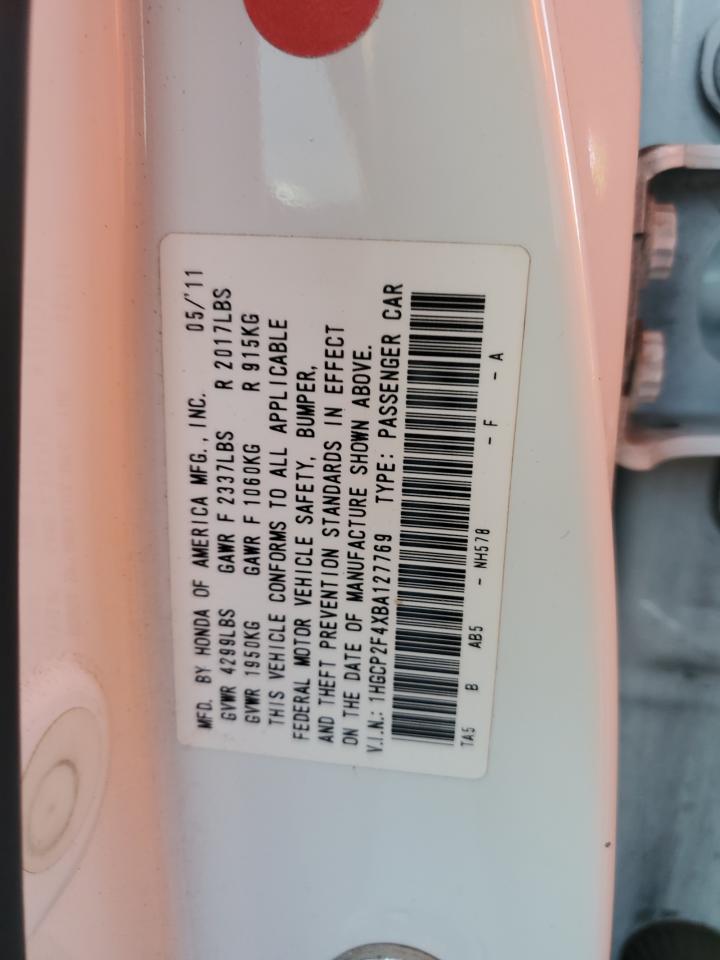 MFD. BY HONDA OF AMERICA MFG., INC. 05/'11
GVWR 4299LBS GAWR F 2337LBS R 2017LBS
GVWR 1950KG GAWR F 1060KG R 915KG
THIS VEHICLE CONFORMS TO ALL APPLICABLE
FEDERAL MOTOR VEHICLE SAFETY, BUMPER,
AND THEFT PREVENTION STANDARDS IN EFFECT
ON THE DATE OF MANUFACTURE SHOWN ABOVE.
V.I.N.: 1HGCP2F4XBA127769 TYPE: PASSENGER CAR
TA5 B AB5 - NH578 - F - A